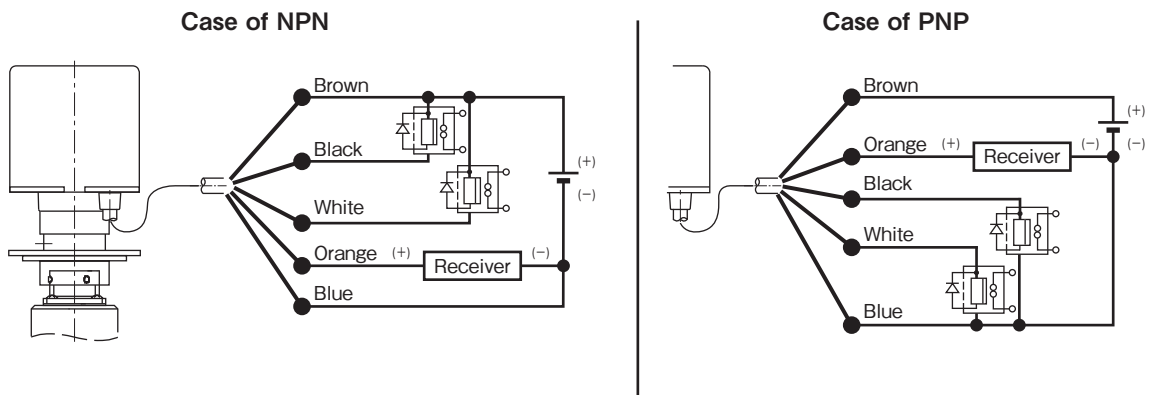 Case of NPN
Brown
Black
White
Orange (+) Receiver (-)
Blue
(+)
(-)
Case of PNP
Brown
Orange (+) Receiver (-)
Black
White
Blue
(+)
(-)